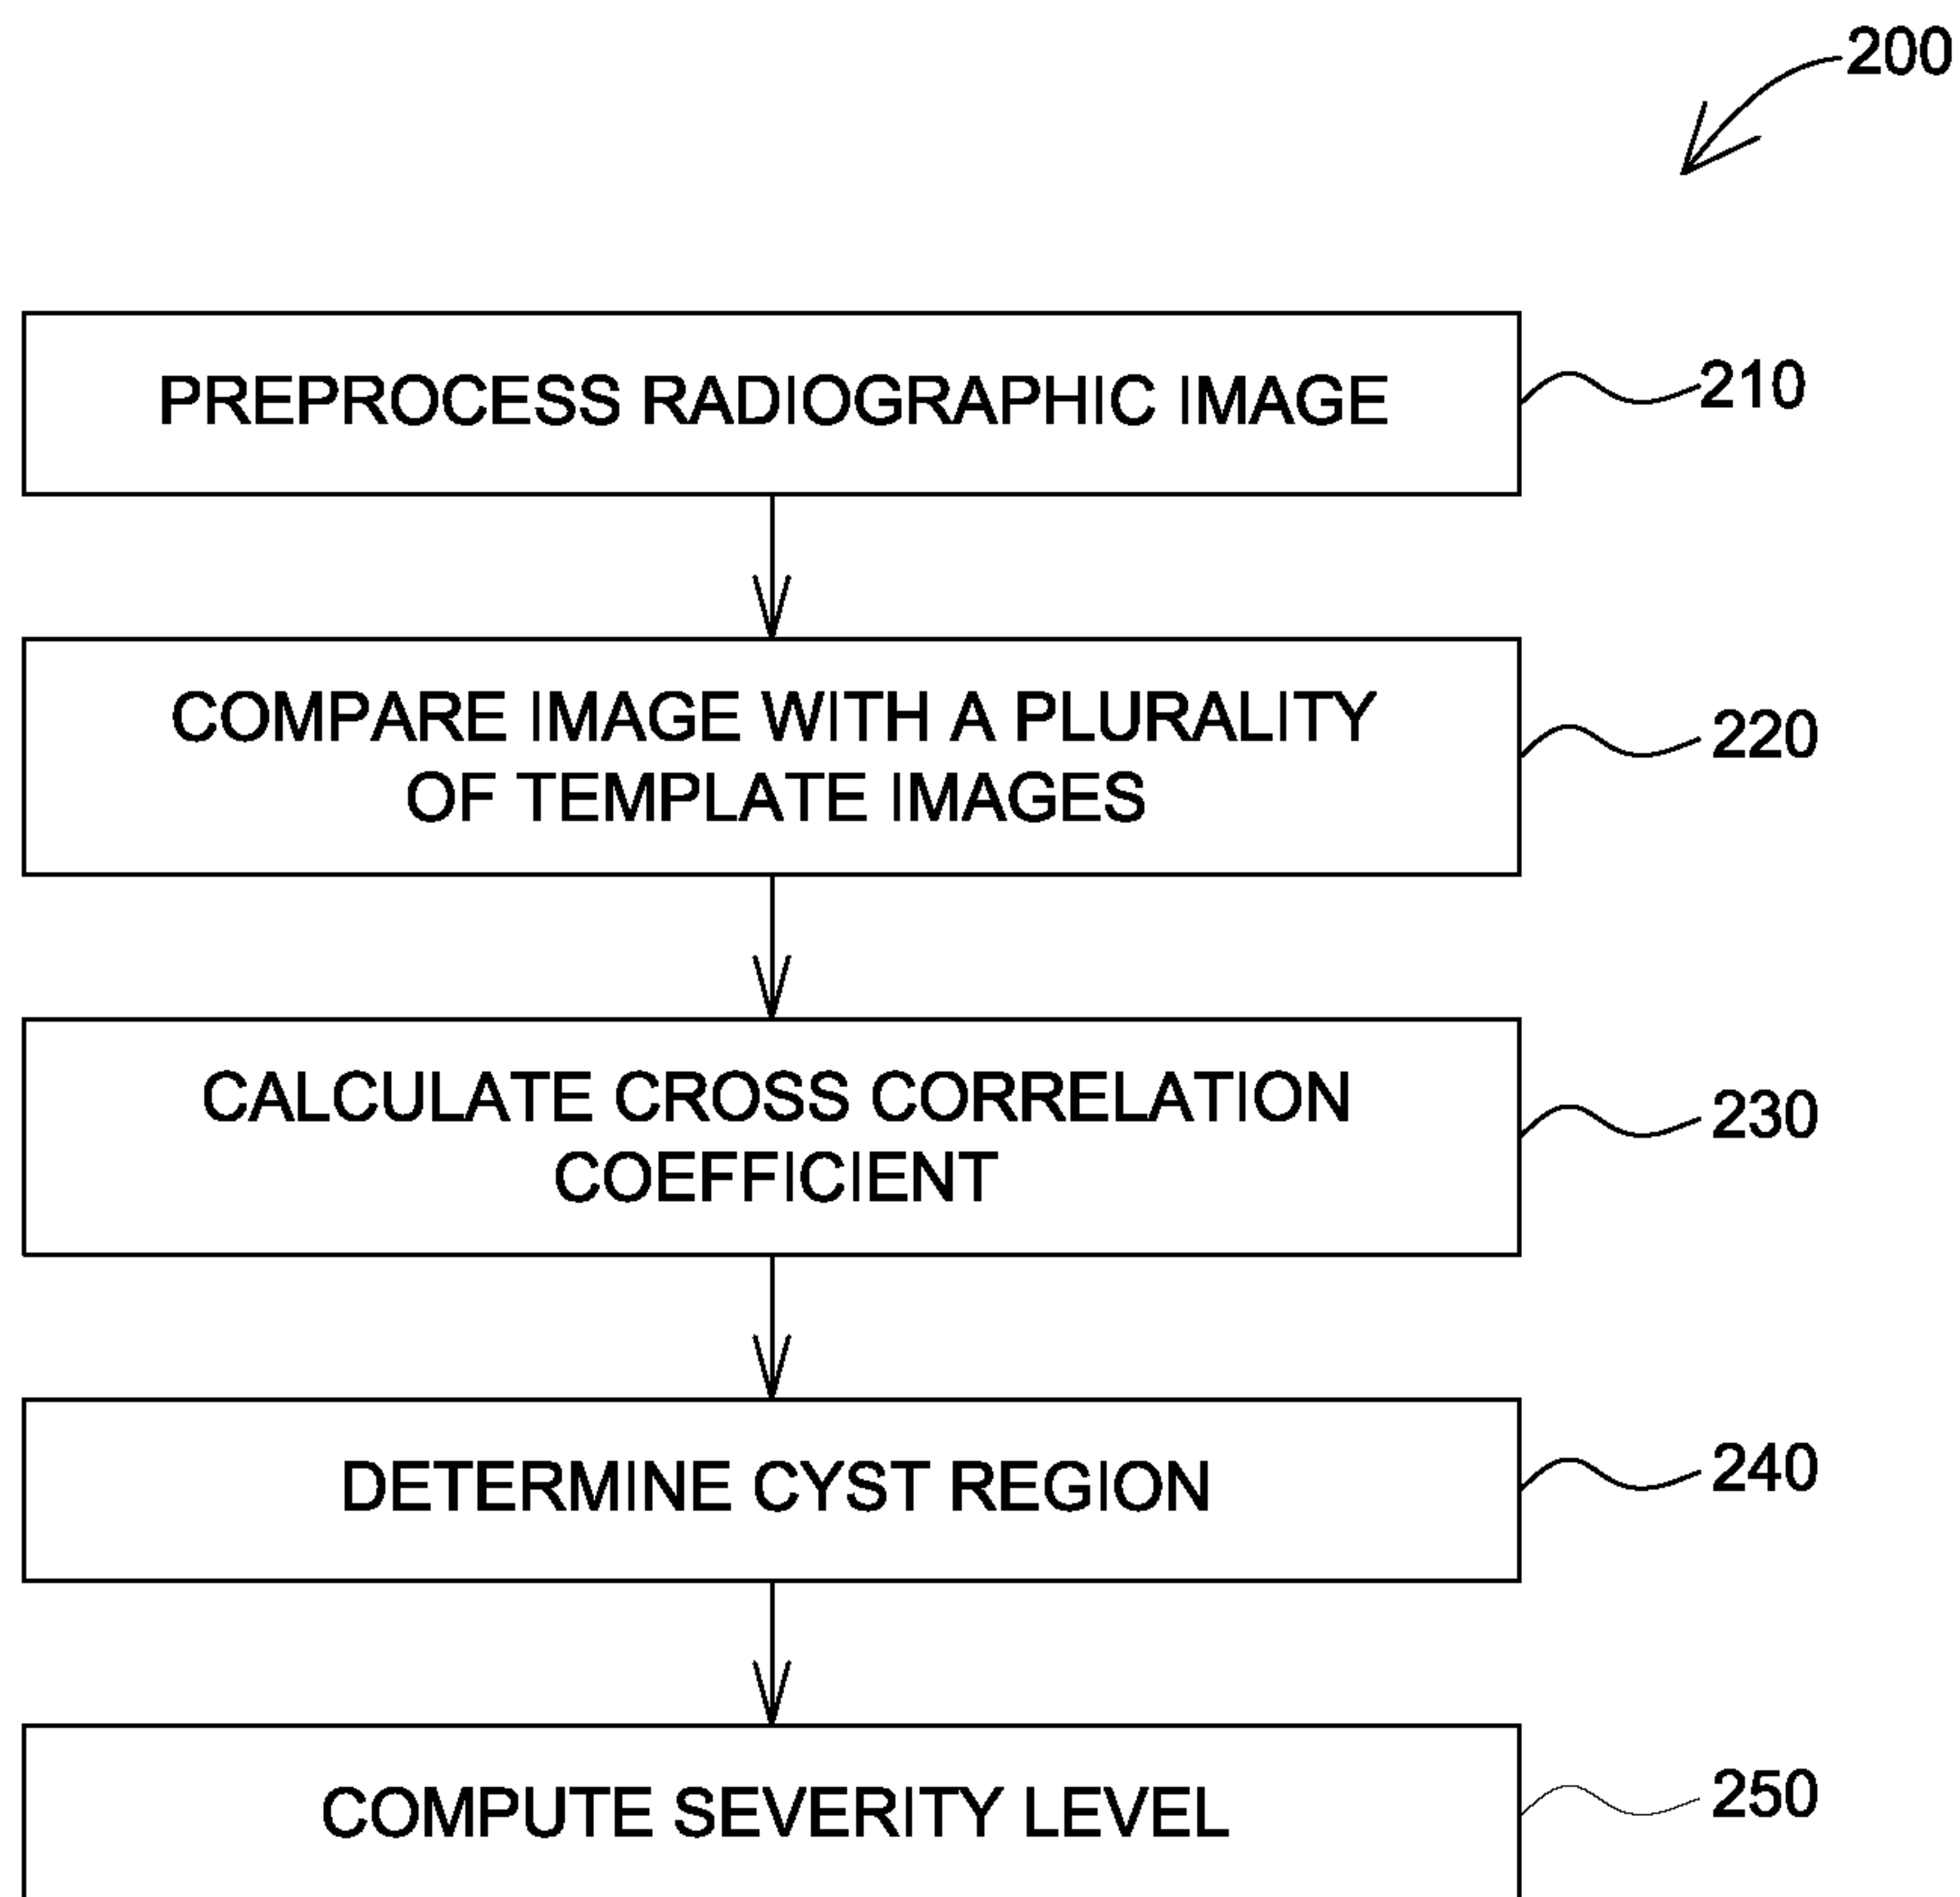 200
PREPROCESS RADIOGRAPHIC IMAGE
210
COMPARE IMAGE WITH A PLURALITY
OF TEMPLATE IMAGES
220
CALCULATE CROSS CORRELATION
COEFFICIENT
230
DETERMINE CYST REGION
240
COMPUTE SEVERITY LEVEL
250